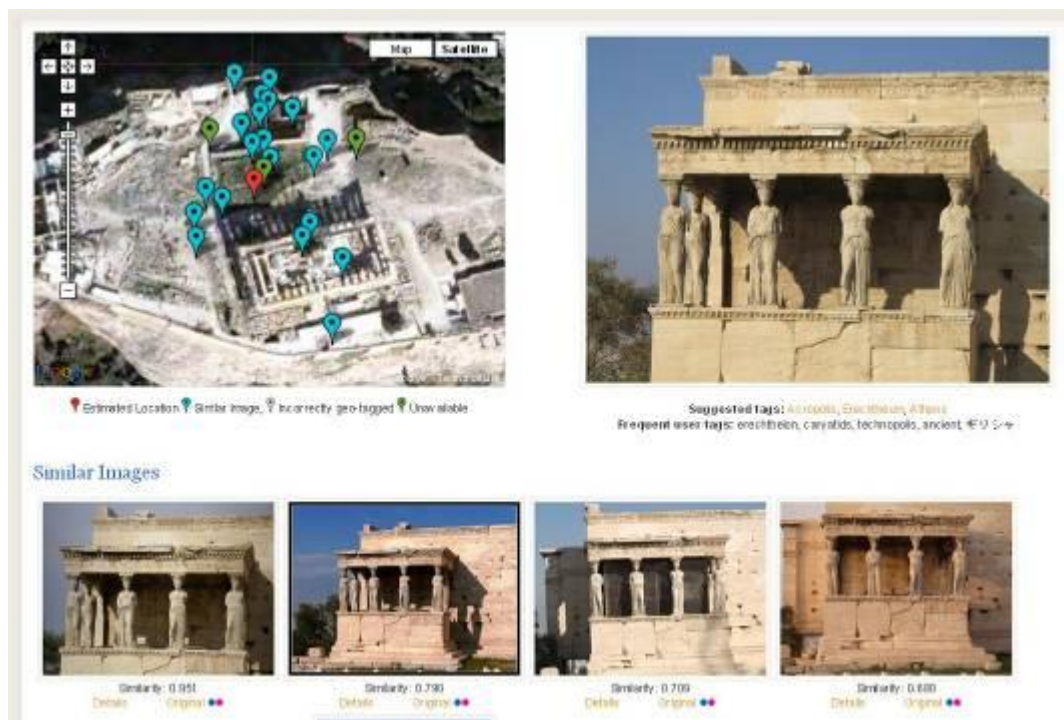 Map Satellite
Google
Estimated Location Similar Image, Incorrectly geo-tagged Unavailable
Suggested tags: Acropolis, Erechtheum, Athens
Frequent user tags: erechtheion, caryatids, technopolis, ancient, ギリシャ
Similar Images
Similarity: 0.951 Similarity: 0.790 Similarity: 0.709 Similarity: 0.680
Details Original Details Original Details Original Details Original